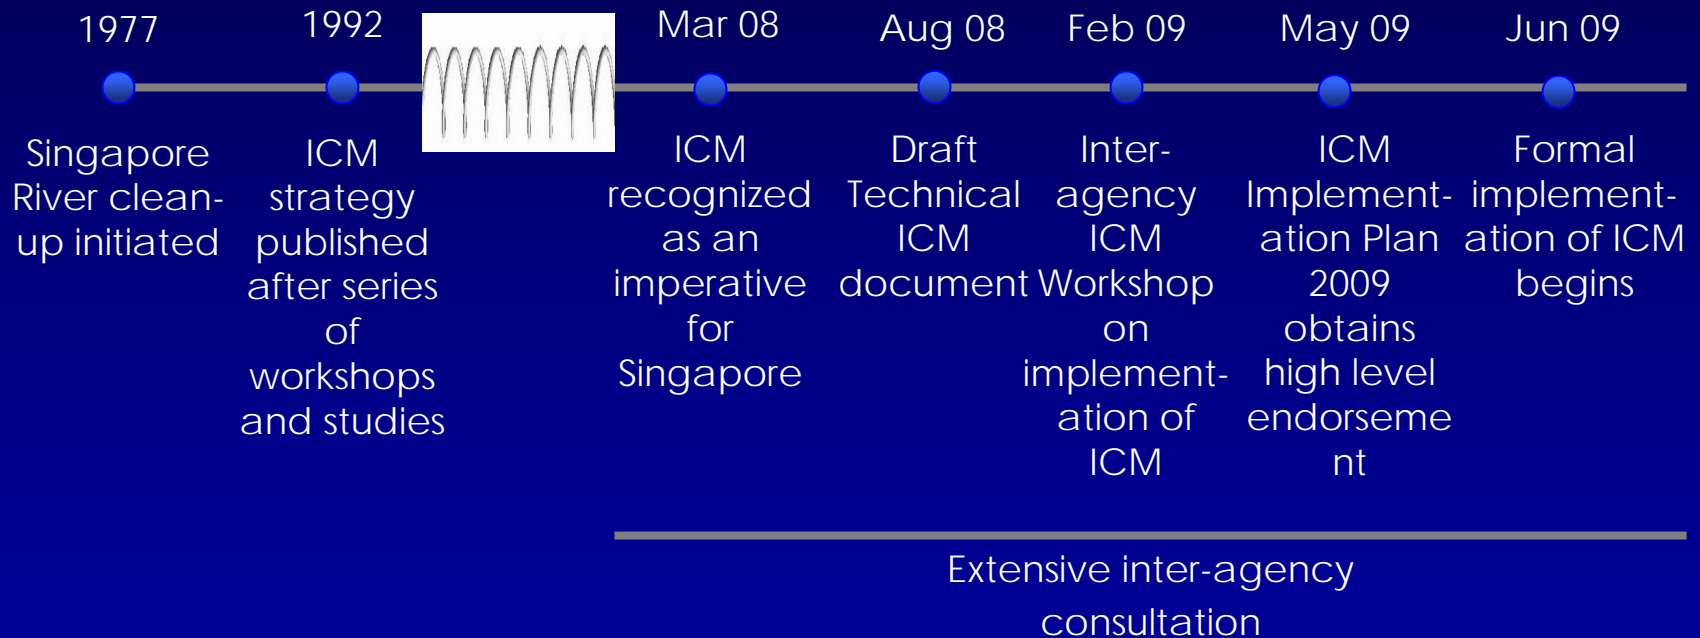 1977
Singapore
River clean-
up initiated
1992
ICM
strategy
published
after series
of
workshops
and studies
Mar 08
ICM
recognized
as an
imperative
for
Singapore
Aug 08
Draft
Technical
ICM
document
Feb 09
Inter-
agency
ICM
Workshop
on
implement-
ation of
ICM
May 09
ICM
Implement-
ation Plan
2009
obtains
high level
endorseme
nt
Jun 09
Formal
implement-
ation of ICM
begins
Extensive inter-agency
consultation